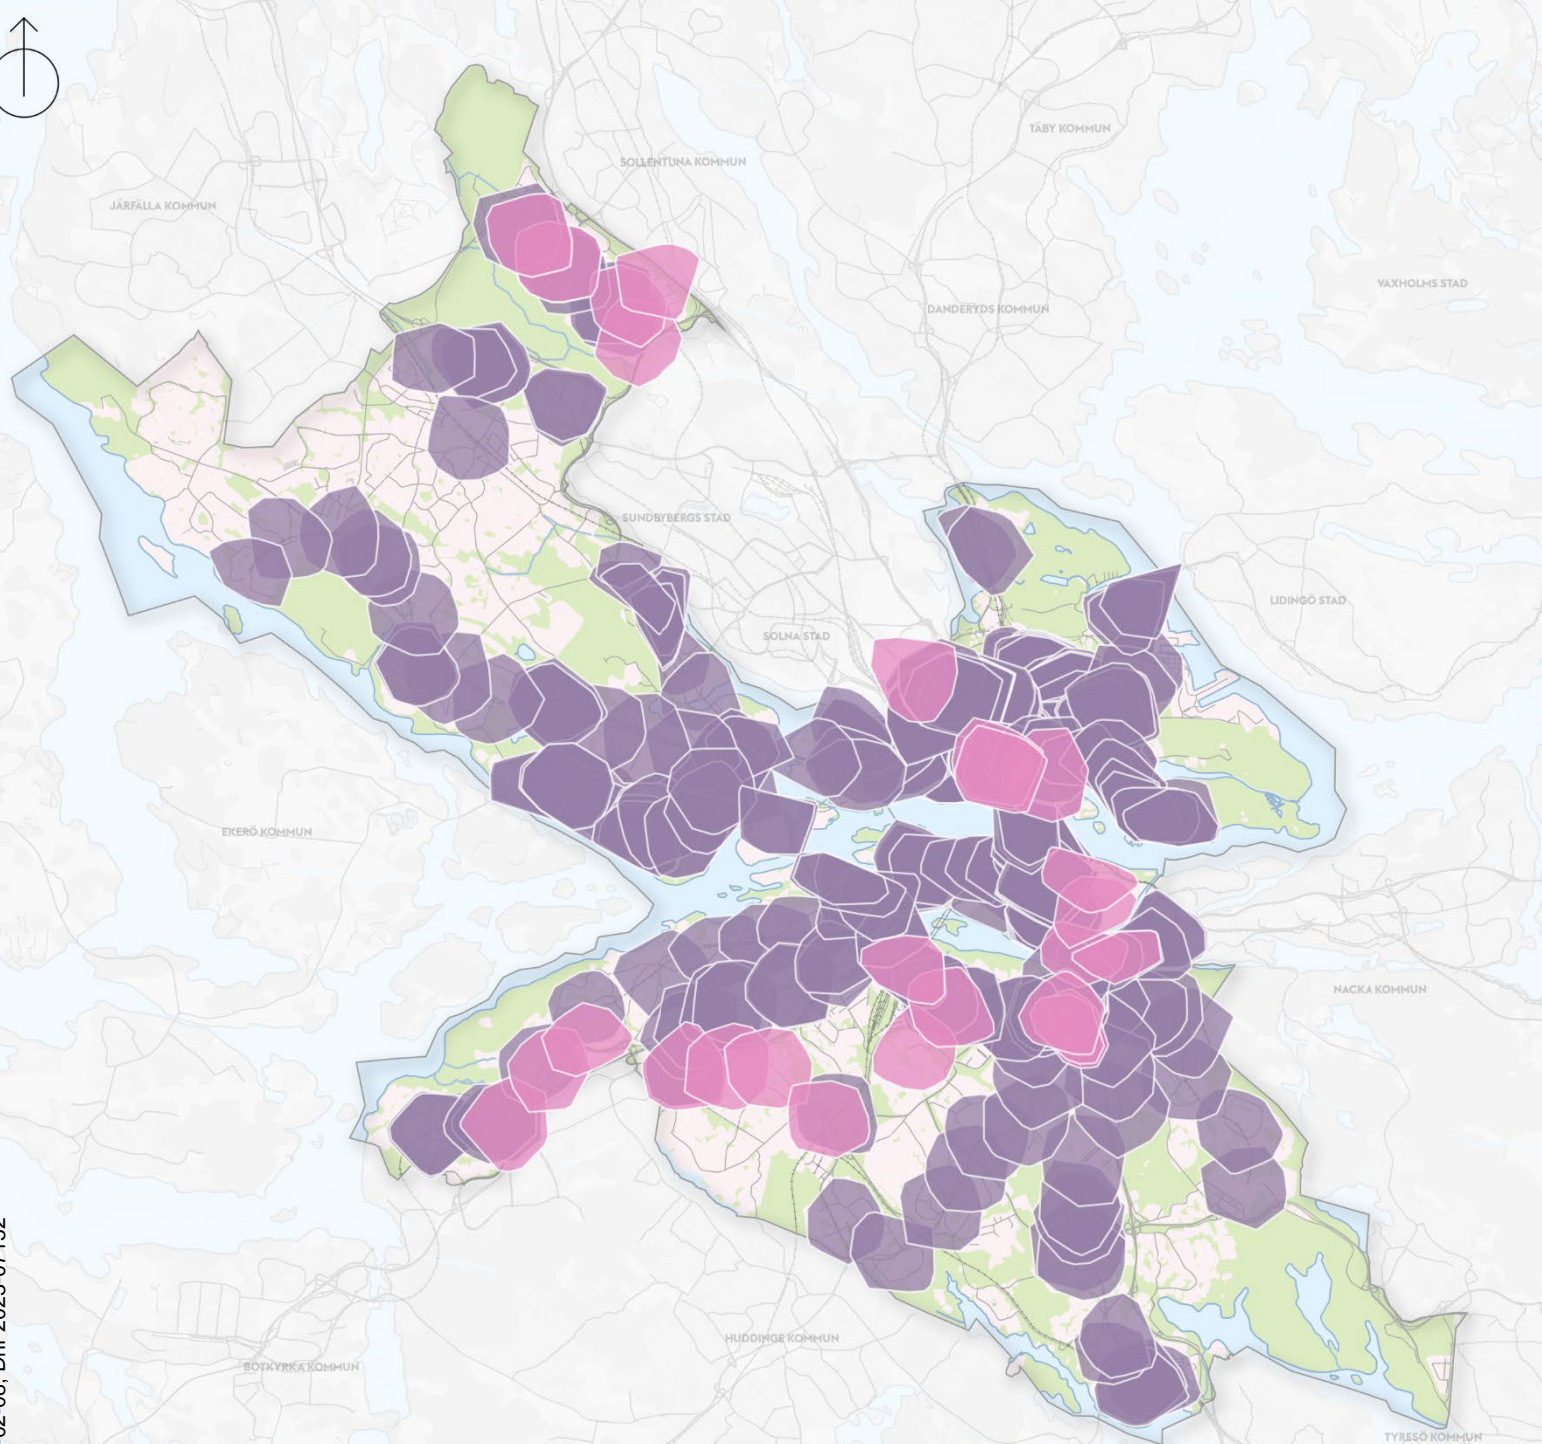 TÄBY KOMMUN
SOLLENTUNA KOMMUN
JÄRFÄLLA KOMMUN
VAXHOLMS STAD
DANDERYDS KOMMUN
SUNDBYBERGS STAD
LIDINGÖ STAD
SOLNA STAD
EKERÖ KOMMUN
NACKA KOMMUN
HUDDINGE KOMMUN
BOTKYRKA KOMMUN
TYRESÖ KOMMUN